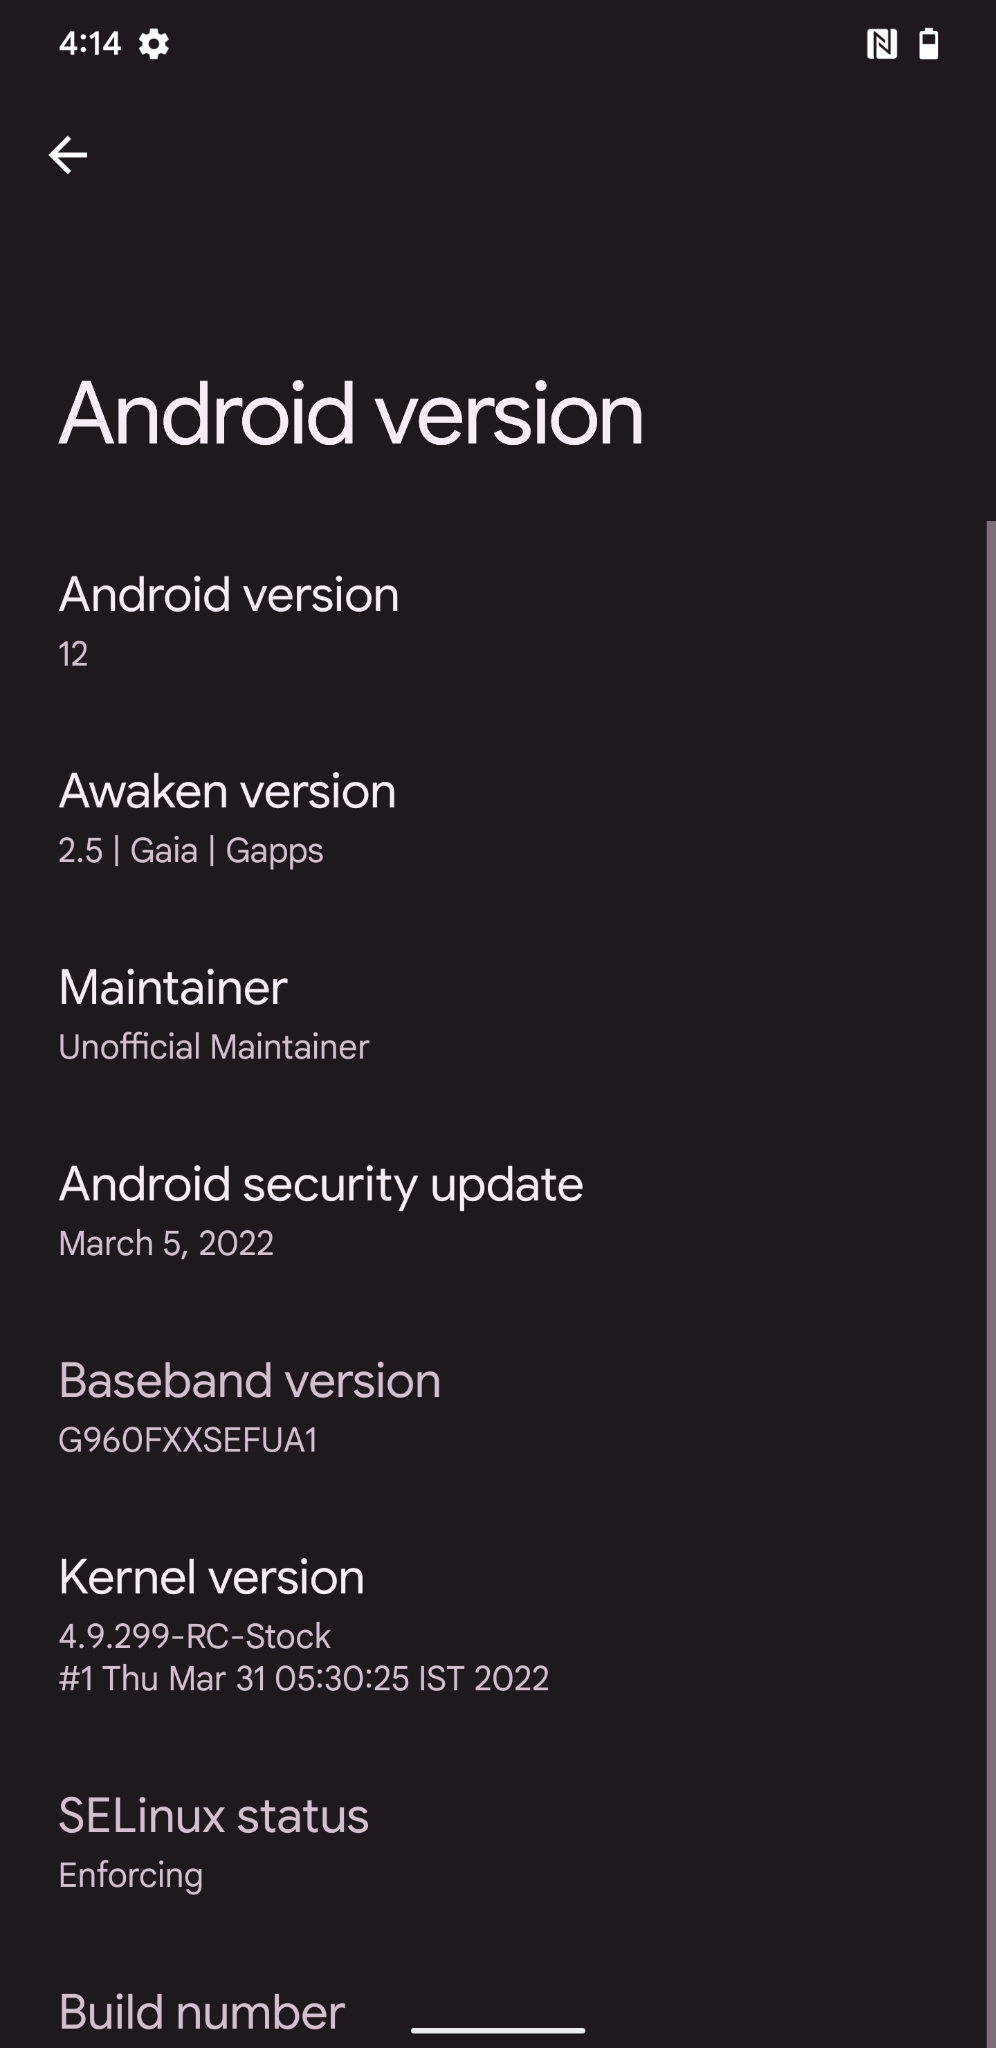 4:14
Android version
Android version
12
Awaken version
2.5 | Gaia | Gapps
Maintainer
Unofficial Maintainer
Android security update
March 5, 2022
Baseband version
G960FXXSEFUA1
Kernel version
4.9.299-RC-Stock
#1 Thu Mar 31 05:30:25 IST 2022
SELinux status
Enforcing
Build number